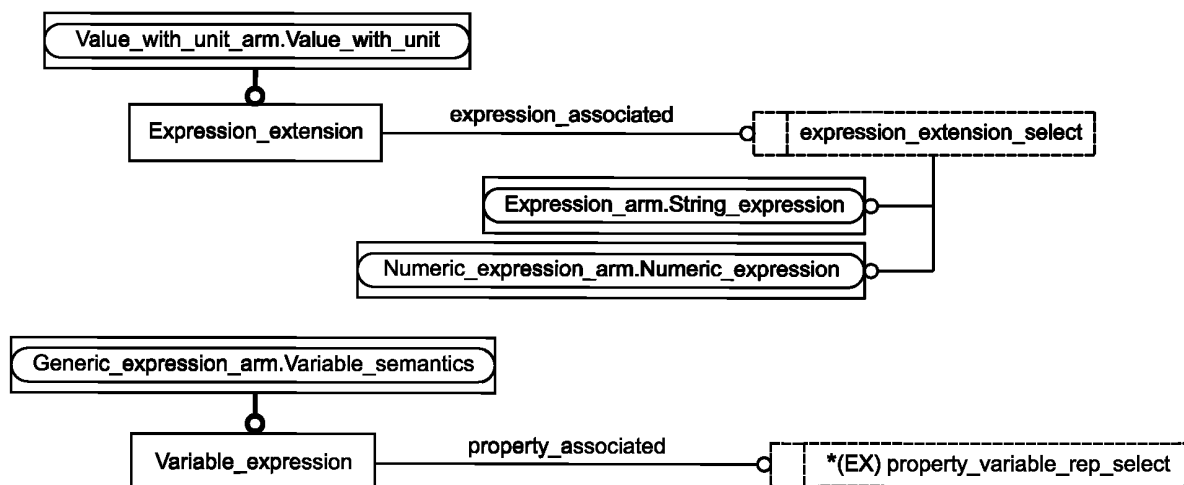 Value_with_unit_arm.Value_with_unit
Expression_extension
expression_associated
expression_extension_select
Expression_arm.String_expression
Numeric_expression_arm.Numeric_expression
Generic_expression_arm.Variable_semantics
Variable_expression
property_associated
*(EX) property_variable_rep_select